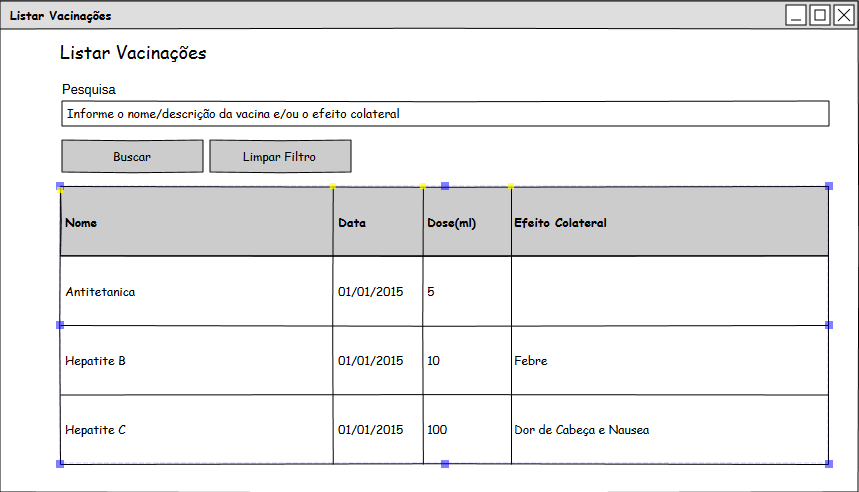 Listar Vacinações
Listar Vacinações
Pesquisa
Informe o nome/descrição da vacina e/ou o efeito colateral
Buscar Limpar Filtro
Nome Data Dose(ml) Efeito Colateral
Antitetanica 01/01/2015 5
Hepatite B 01/01/2015 10 Febre
Hepatite C 01/01/2015 100 Dor de Cabeça e Nausea